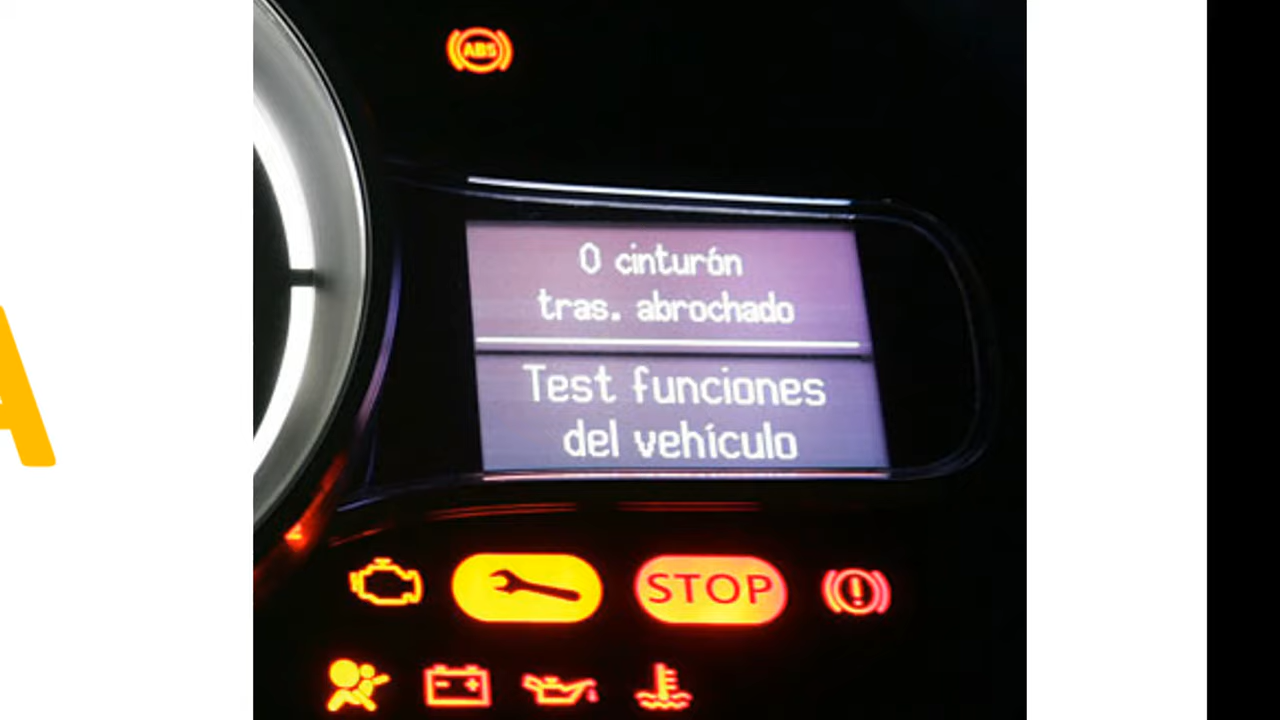 A
ABS
0 cinturón
tras. abrochado
Test funciones
del vehículo
STOP